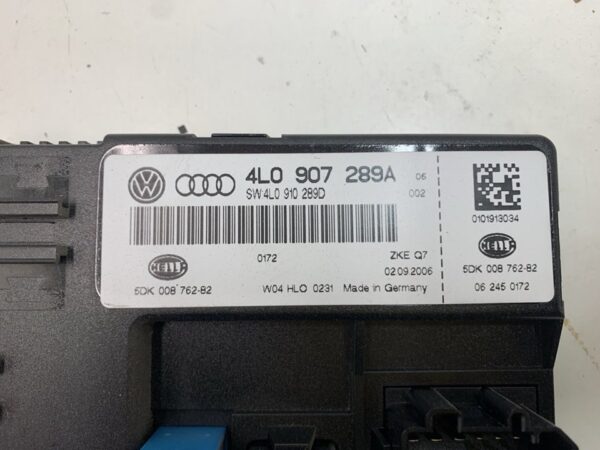 4L0 907 289A 06
SW:4L0 910 289D 002
0172
ZKE Q7
02.09.2006
HELLA
5DK 008 762-82
W04 HLO 0231 Made in Germany
0101913034
HELLA
5DK 008 762-82
06 245 0172